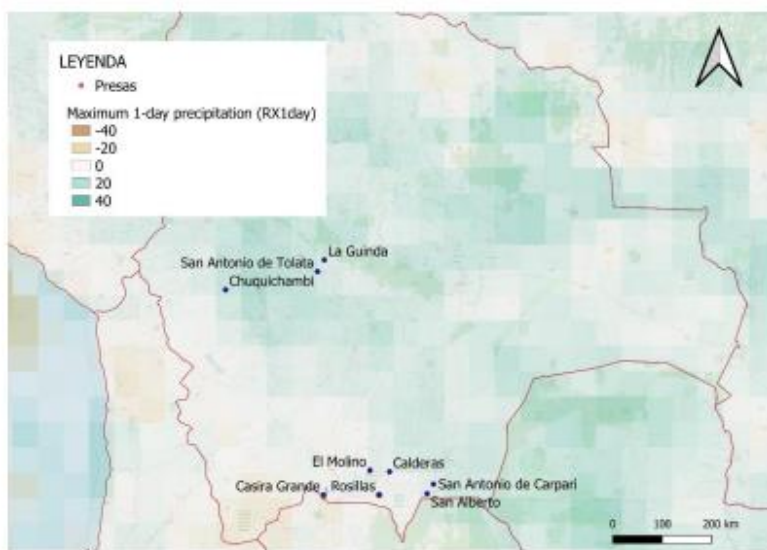 LEYENDA
Presas
Maximum 1-day precipitation (RX1day)
-40
-20
0
20
40
La Guinda
San Antonio de Tolata
Chuquichambi
El Molino
Calderas
Casira Grande
Rosillas
San Antonio de Carpari
San Alberto
0 100 200 km